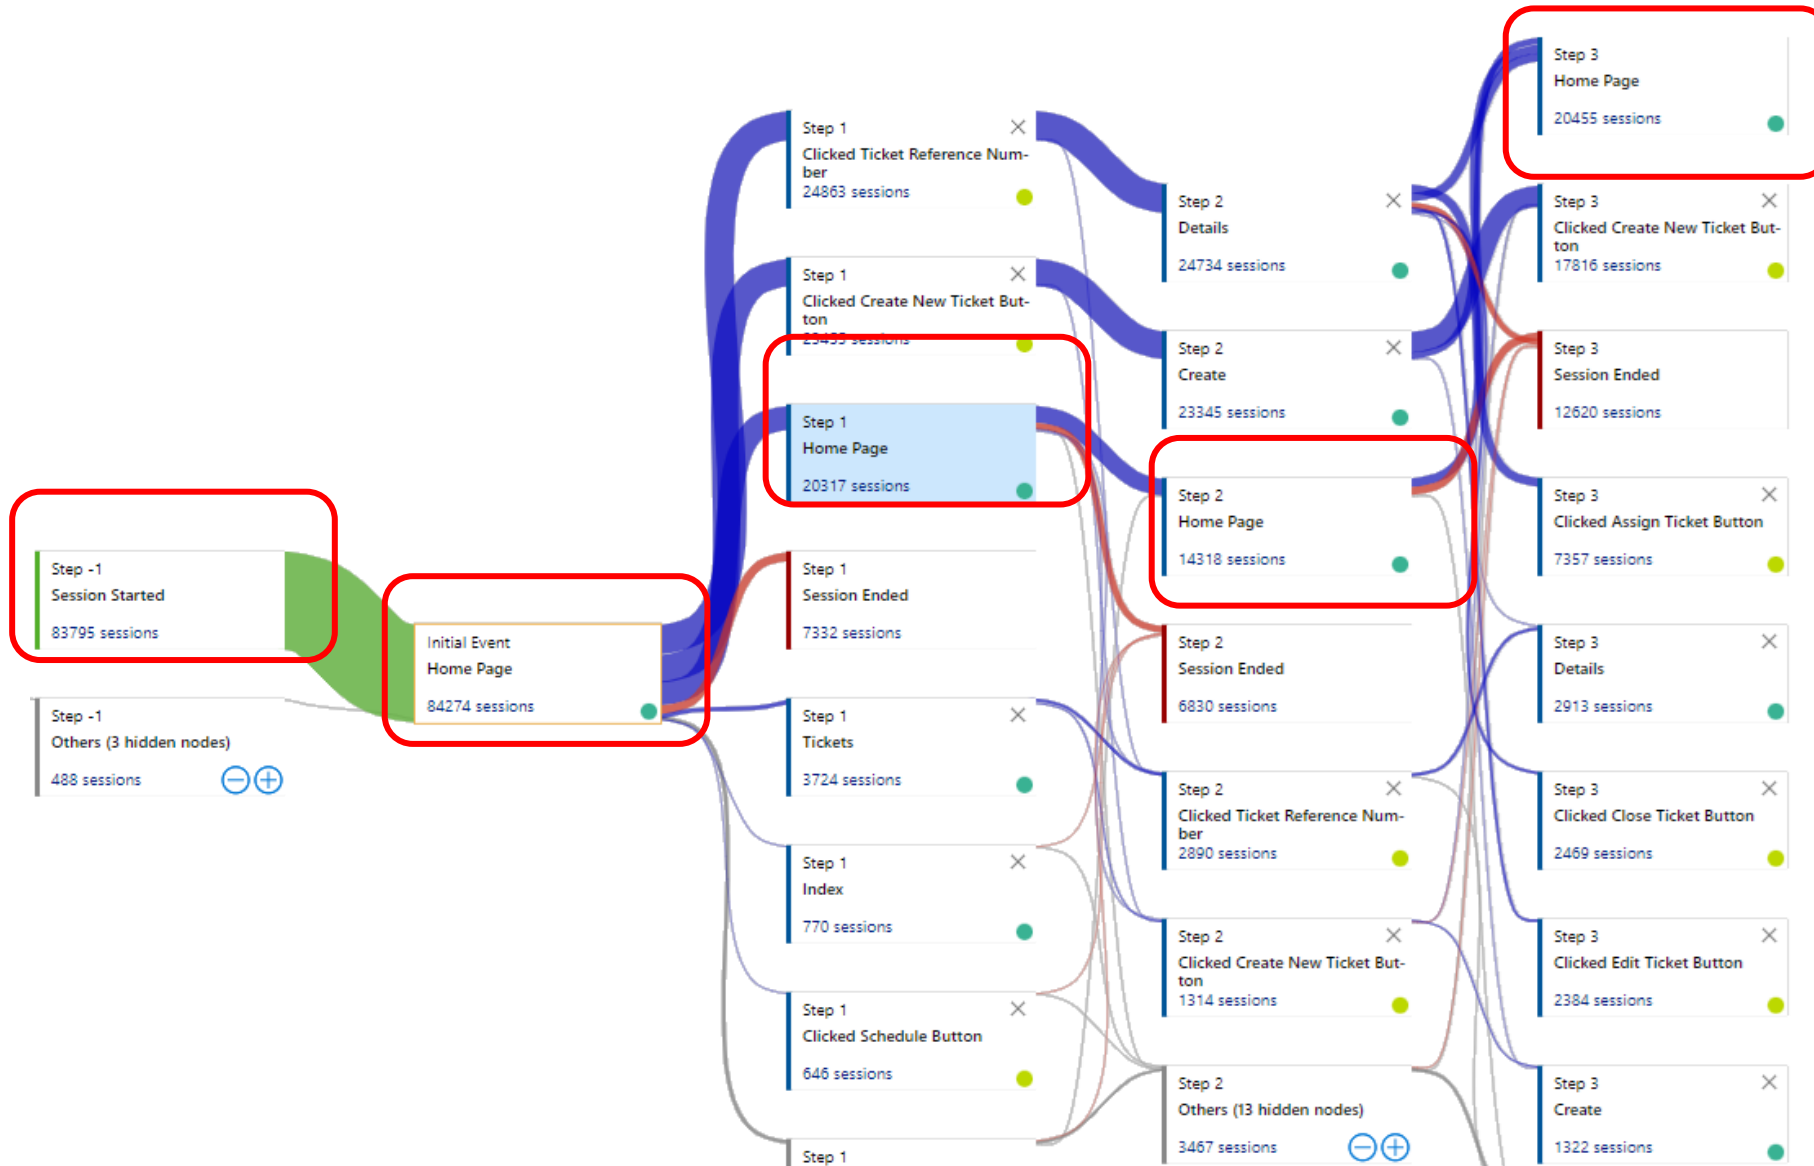 Step -1
Session Started
83795 sessions
Step -1
Others (3 hidden nodes)
488 sessions
Initial Event
Home Page
84274 sessions
Step 1
Clicked Ticket Reference Num-
ber
24863 sessions
Step 1
Clicked Create New Ticket But-
ton
23455 sessions
Step 1
Home Page
20317 sessions
Step 1
Session Ended
7332 sessions
Step 1
Tickets
3724 sessions
Step 1
Index
770 sessions
Step 1
Clicked Schedule Button
646 sessions
Step 1
Step 2
Details
24734 sessions
Step 2
Create
23345 sessions
Step 2
Home Page
14318 sessions
Step 2
Session Ended
6830 sessions
Step 2
Clicked Ticket Reference Num-
ber
2890 sessions
Step 2
Clicked Create New Ticket But-
ton
1314 sessions
Step 2
Others (13 hidden nodes)
3467 sessions
Step 3
Home Page
20455 sessions
Step 3
Clicked Create New Ticket But-
ton
17816 sessions
Step 3
Session Ended
12620 sessions
Step 3
Clicked Assign Ticket Button
7357 sessions
Step 3
Details
2913 sessions
Step 3
Clicked Close Ticket Button
2469 sessions
Step 3
Clicked Edit Ticket Button
2384 sessions
Step 3
Create
1322 sessions